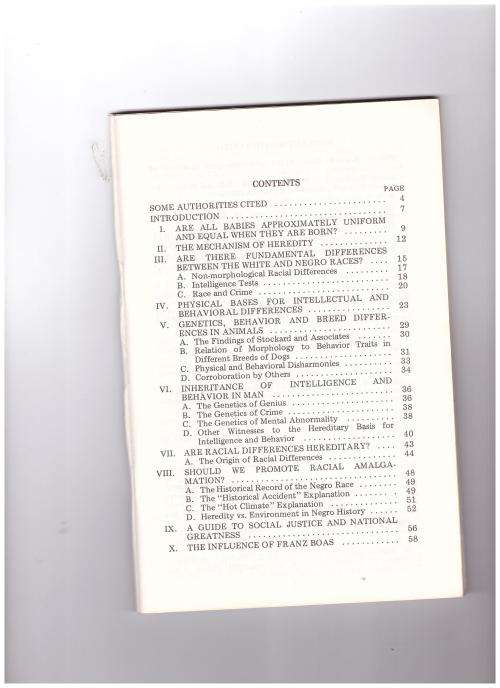 CONTENTS
PAGE
SOME AUTHORITIES CITED ....................... 4
INTRODUCTION ................................. 7
I. ARE ALL BABIES APPROXIMATELY UNIFORM
AND EQUAL WHEN THEY ARE BORN? ......... 9
II. THE MECHANISM OF HEREDITY .............. 12
III. ARE THERE FUNDAMENTAL DIFFERENCES
BETWEEN THE WHITE AND NEGRO RACES? .... 15
A. Non-morphological Racial Differences ......... 17
B. Intelligence Tests ........................... 18
C. Race and Crime ............................ 20
IV. PHYSICAL BASES FOR INTELLECTUAL AND
BEHAVIORAL DIFFERENCES ................ 23
V. GENETICS, BEHAVIOR AND BREED DIFFER-
ENCES IN ANIMALS ......................... 29
A. The Findings of Stockard and Associates ....... 30
B. Relation of Morphology to Behavior Traits in
Different Breeds of Dogs ..................... 31
C. Physical and Behavioral Disharmonies .......... 33
D. Corroboration by Others ..................... 34
VI. INHERITANCE OF INTELLIGENCE AND
BEHAVIOR IN MAN ......................... 36
A. The Genetics of Genius ....................... 36
B. The Genetics of Crime ....................... 38
C. The Genetics of Mental Abnormality .......... 38
D. Other Witnesses to the Hereditary Basis for
Intelligence and Behavior ................... 40
VII. ARE RACIAL DIFFERENCES HEREDITARY? .... 43
A. The Origin of Racial Differences .............. 44
VIII. SHOULD WE PROMOTE RACIAL AMALGA-
MATION? .................................. 48
A. The Historical Record of the Negro Race ....... 49
B. The "Historical Accident" Explanation ........ 49
C. The "Hot Climate" Explanation ............... 51
D. Heredity vs. Environment in Negro History ...... 52
IX. A GUIDE TO SOCIAL JUSTICE AND NATIONAL
GREATNESS .............................. 56
X. THE INFLUENCE OF FRANZ BOAS ............ 58